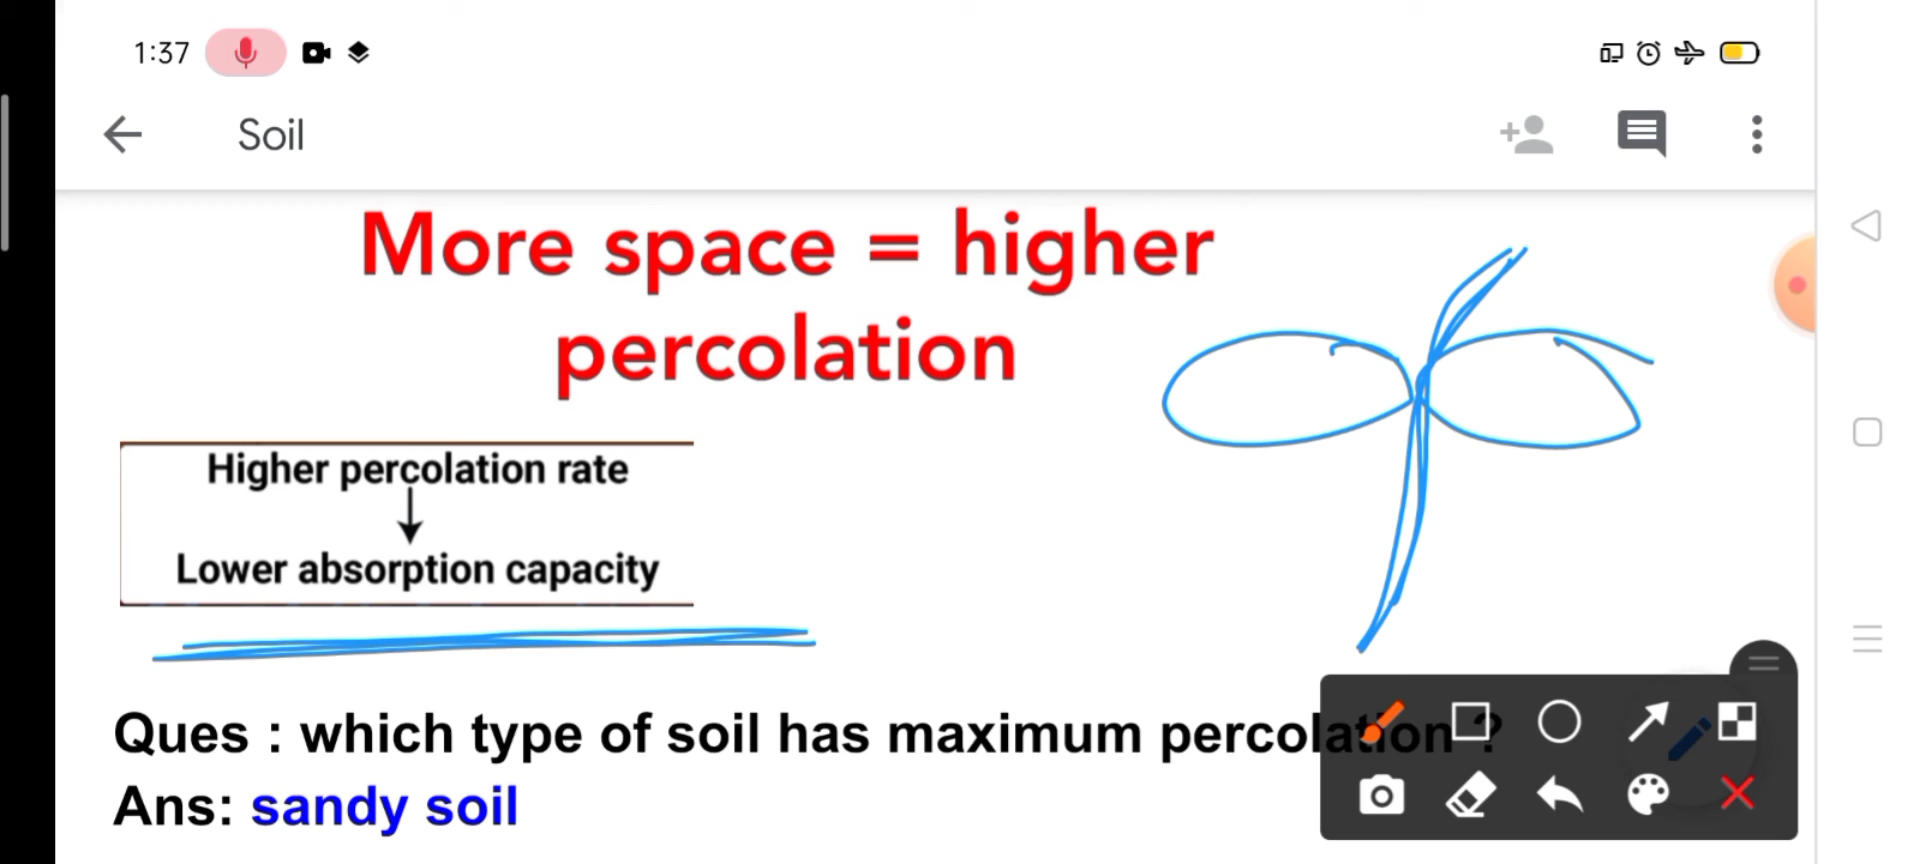 1:37
Soil
More space = higher
percolation
Higher percolation rate
Lower absorption capacity
Ques : which type of soil has maximum percolation ?
Ans: sandy soil